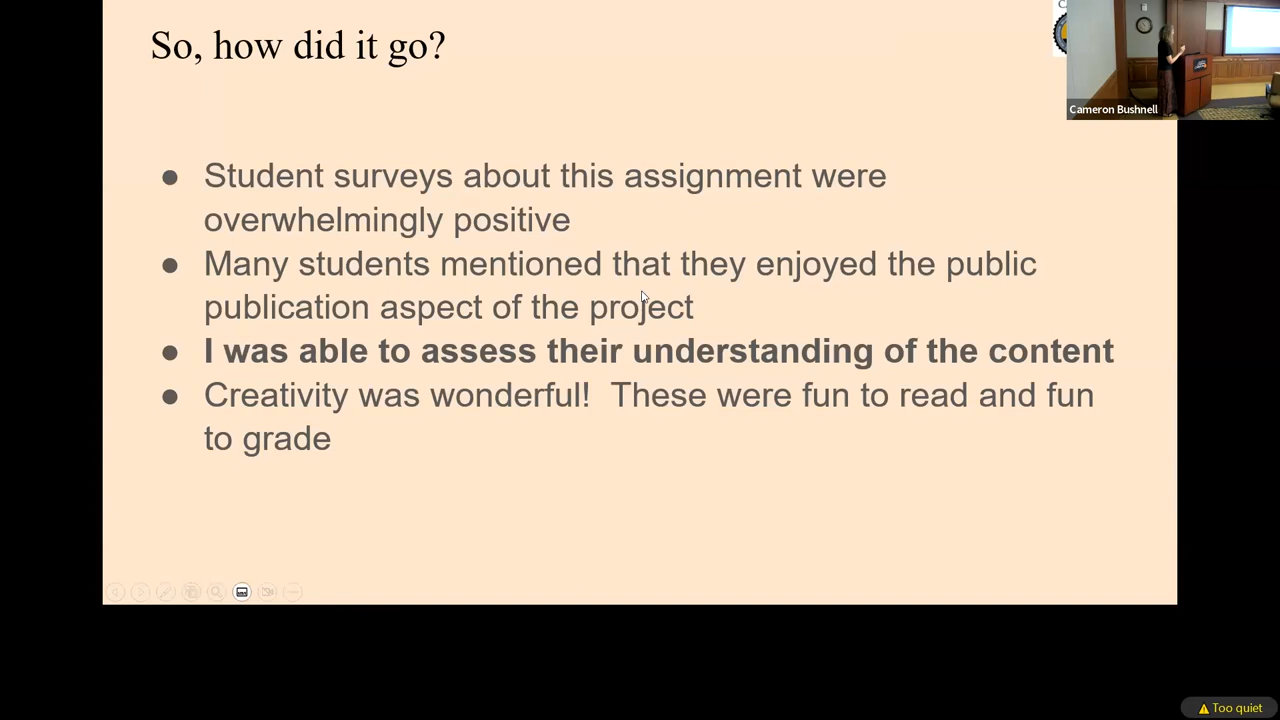 So, how did it go?
Cameron Bushnell
● Student surveys about this assignment were
overwhelmingly positive
● Many students mentioned that they enjoyed the public
publication aspect of the project
● I was able to assess their understanding of the content
● Creativity was wonderful!  These were fun to read and fun
to grade
Too quiet